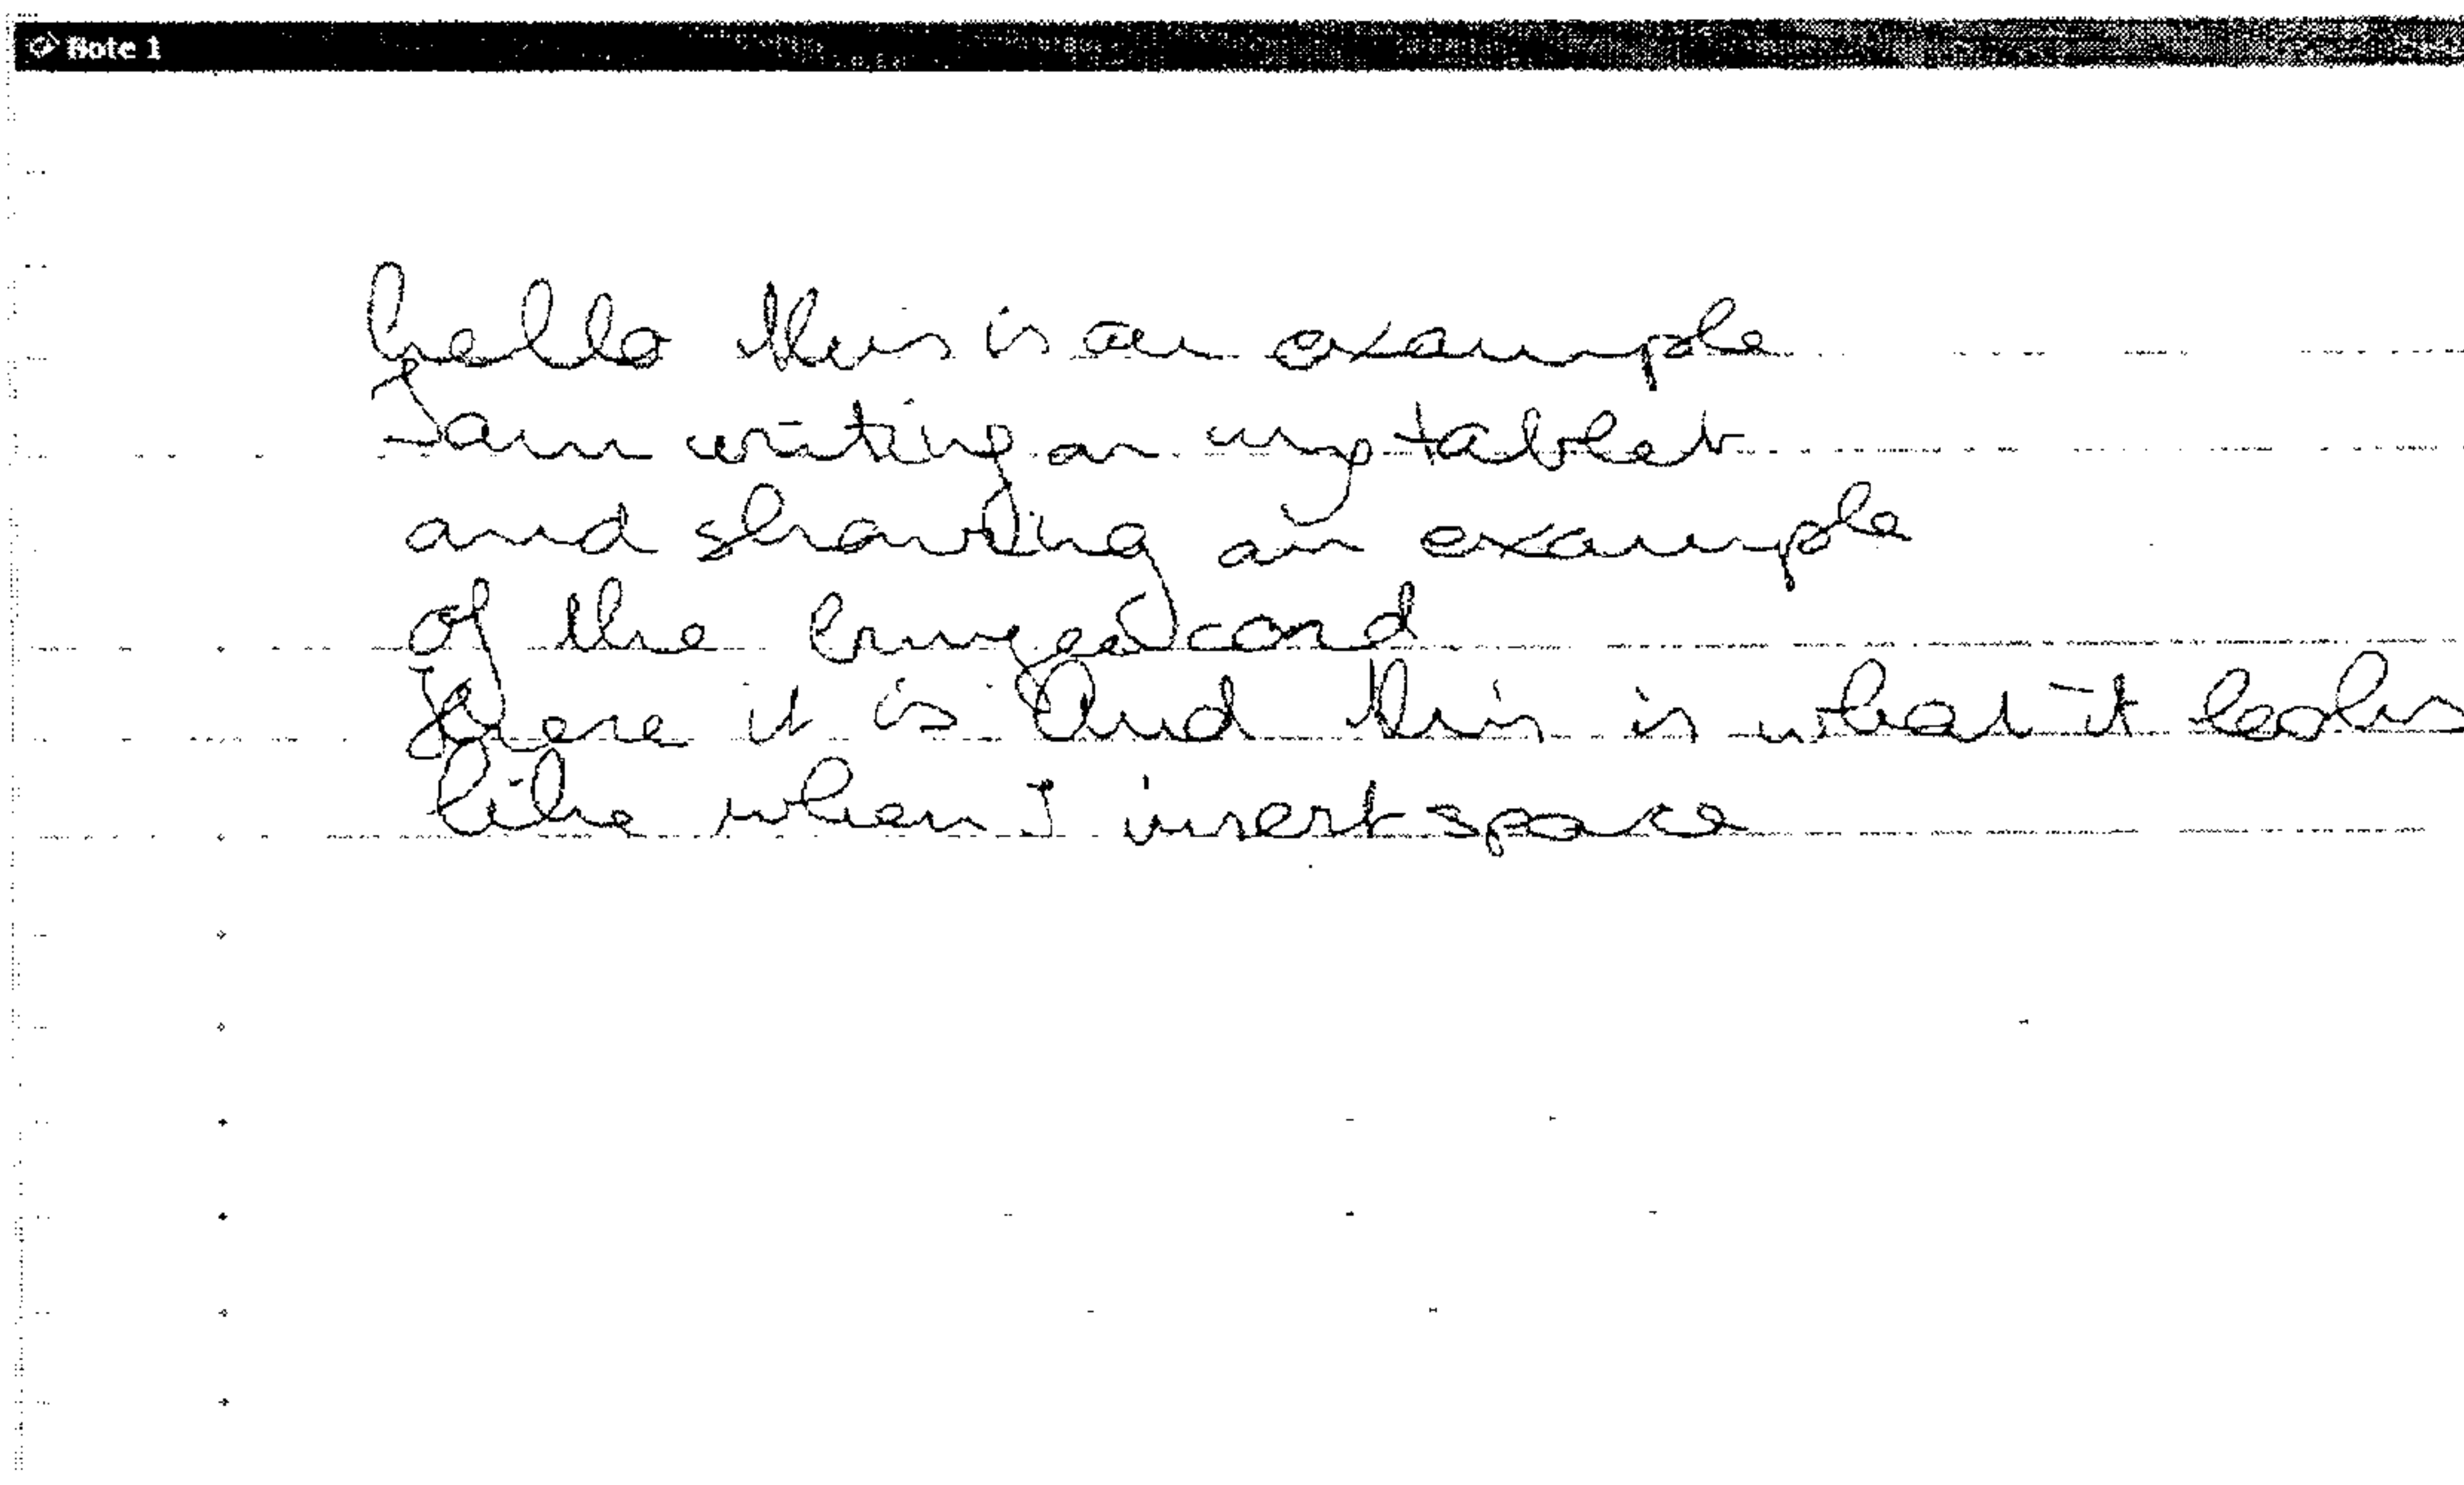 Note 1
hello this is an example
I am writing on my tablet
and showing an example
of the card
Here it is And this is what it looks
like when I insert space